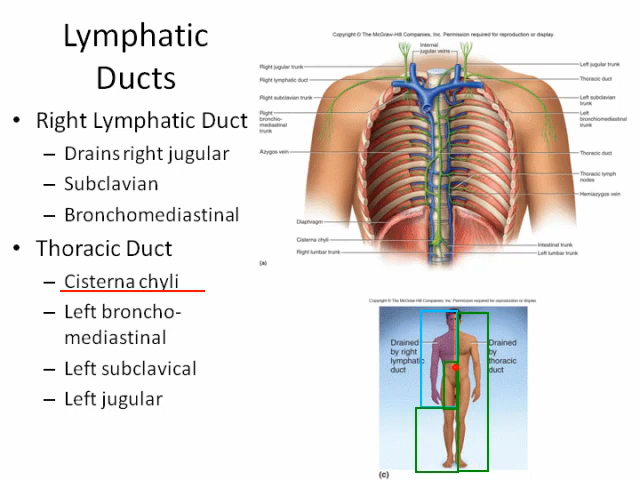 Lymphatic
Ducts
• Right Lymphatic Duct
– Drains right jugular
– Subclavian
– Bronchomediastinal
• Thoracic Duct
– Cisterna chyli
– Left broncho-
mediastinal
– Left subclavical
– Left jugular
Copyright © The McGraw-Hill Companies, Inc. Permission required for reproduction or display.
Internal
jugular veins
Right jugular trunk
Right lymphatic duct
Right subclavian trunk
Right
broncho-
mediastinal
trunk
Azygos vein
Diaphragm
Cisterna chyli
Right lumbar trunk
(a)
Left jugular trunk
Thoracic duct
Left subclavian
trunk
Left
bronchomediastinal
trunk
Thoracic duct
Thoracic lymph
nodes
Hemiazygos vein
Intestinal trunk
Left lumbar trunk
Copyright © The McGraw-Hill Companies, Inc. Permission required for reproduction or display.
Drained
by right
lymphatic
duct
Drained
by
thoracic
duct
(c)